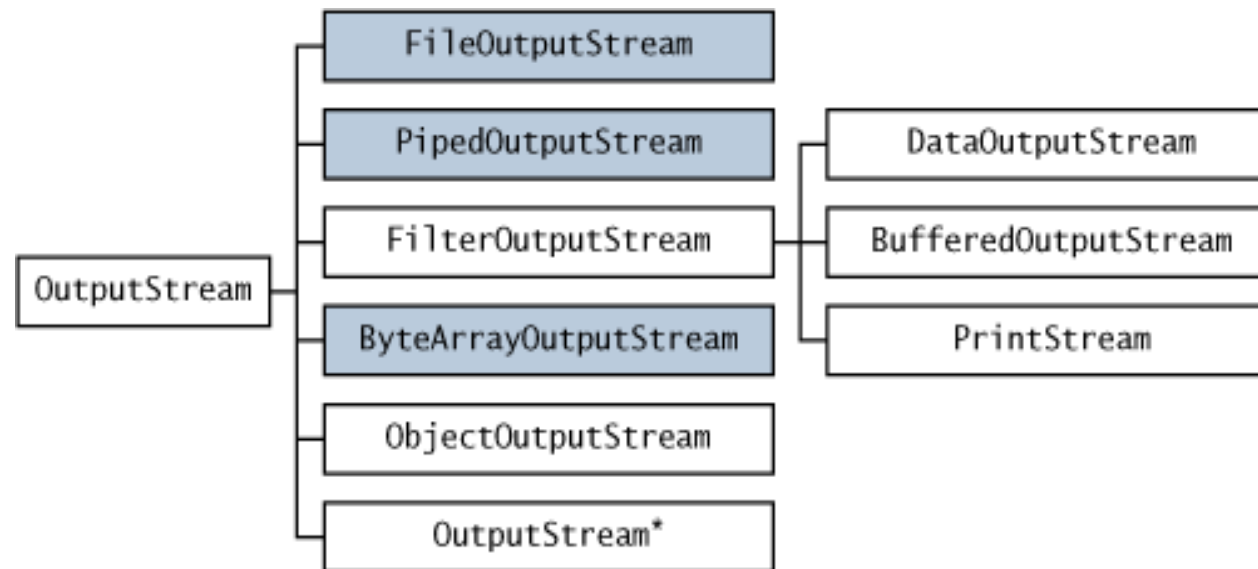 FileOutputStream
PipedOutputStream
DataOutputStream
FilterOutputStream
BufferedOutputStream
OutputStream
ByteArrayOutputStream
PrintStream
ObjectOutputStream
OutputStream*